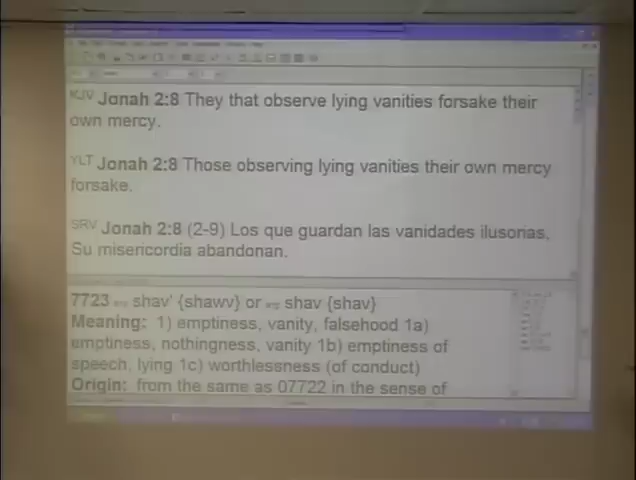 KJV Jonah 2:8 They that observe lying vanities forsake their
own mercy.
YLT Jonah 2:8 Those observing lying vanities their own mercy
forsake.
SRV Jonah 2:8 (2-9) Los que guardan las vanidades ilusorias,
Su misericordia abandonan.
7723 shav' {shawv} or shav {shav}
Meaning: 1) emptiness, vanity, falsehood 1a)
emptiness, nothingness, vanity 1b) emptiness of
speech, lying 1c) worthlessness (of conduct)
Origin: from the same as 07722 in the sense of